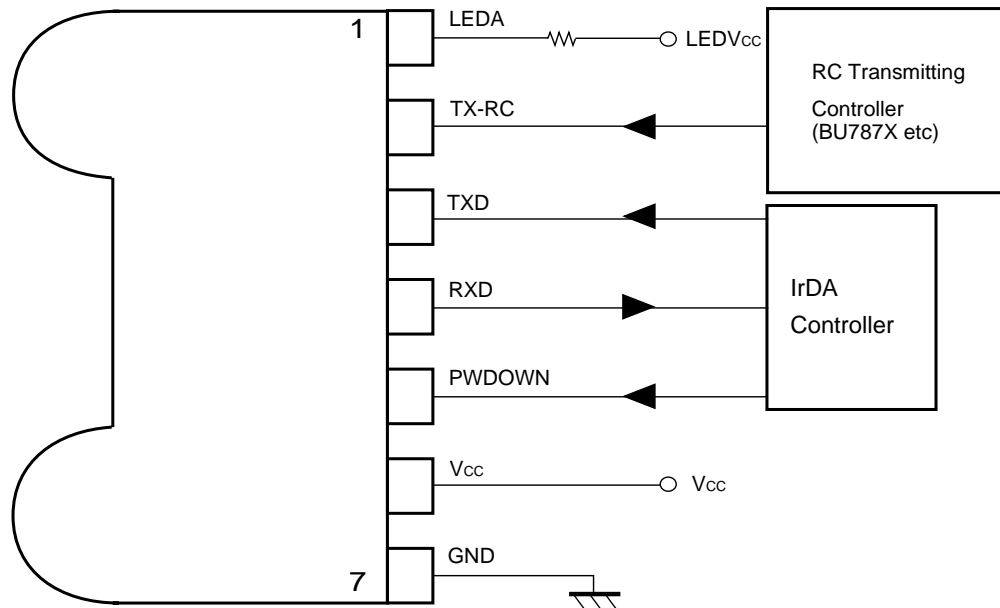 1
LEDA
LEDVcc
TX-RC
RC Transmitting
Controller
(BU787X etc)
TXD
RXD
IrDA
Controller
PWDOWN
Vcc
Vcc
GND
7